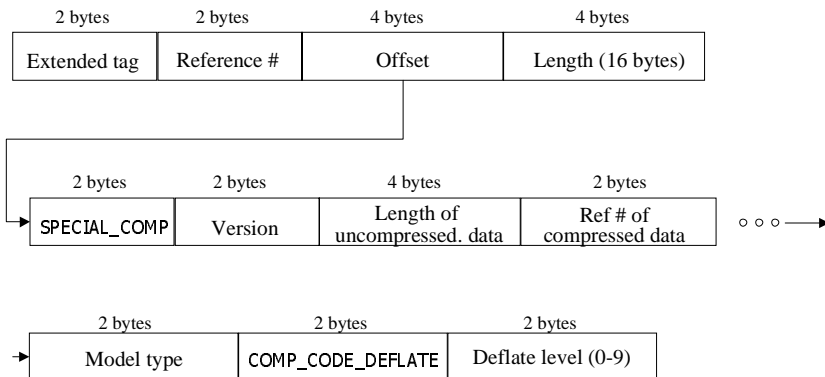 2 bytes 2 bytes 4 bytes 4 bytes
Extended tag Reference # Offset Length (16 bytes)
2 bytes 2 bytes 4 bytes 2 bytes
SPECIAL_COMP Version Length of uncompressed. data Ref # of compressed data
2 bytes 2 bytes 2 bytes
Model type COMP_CODE_DEFLATE Deflate level (0-9)